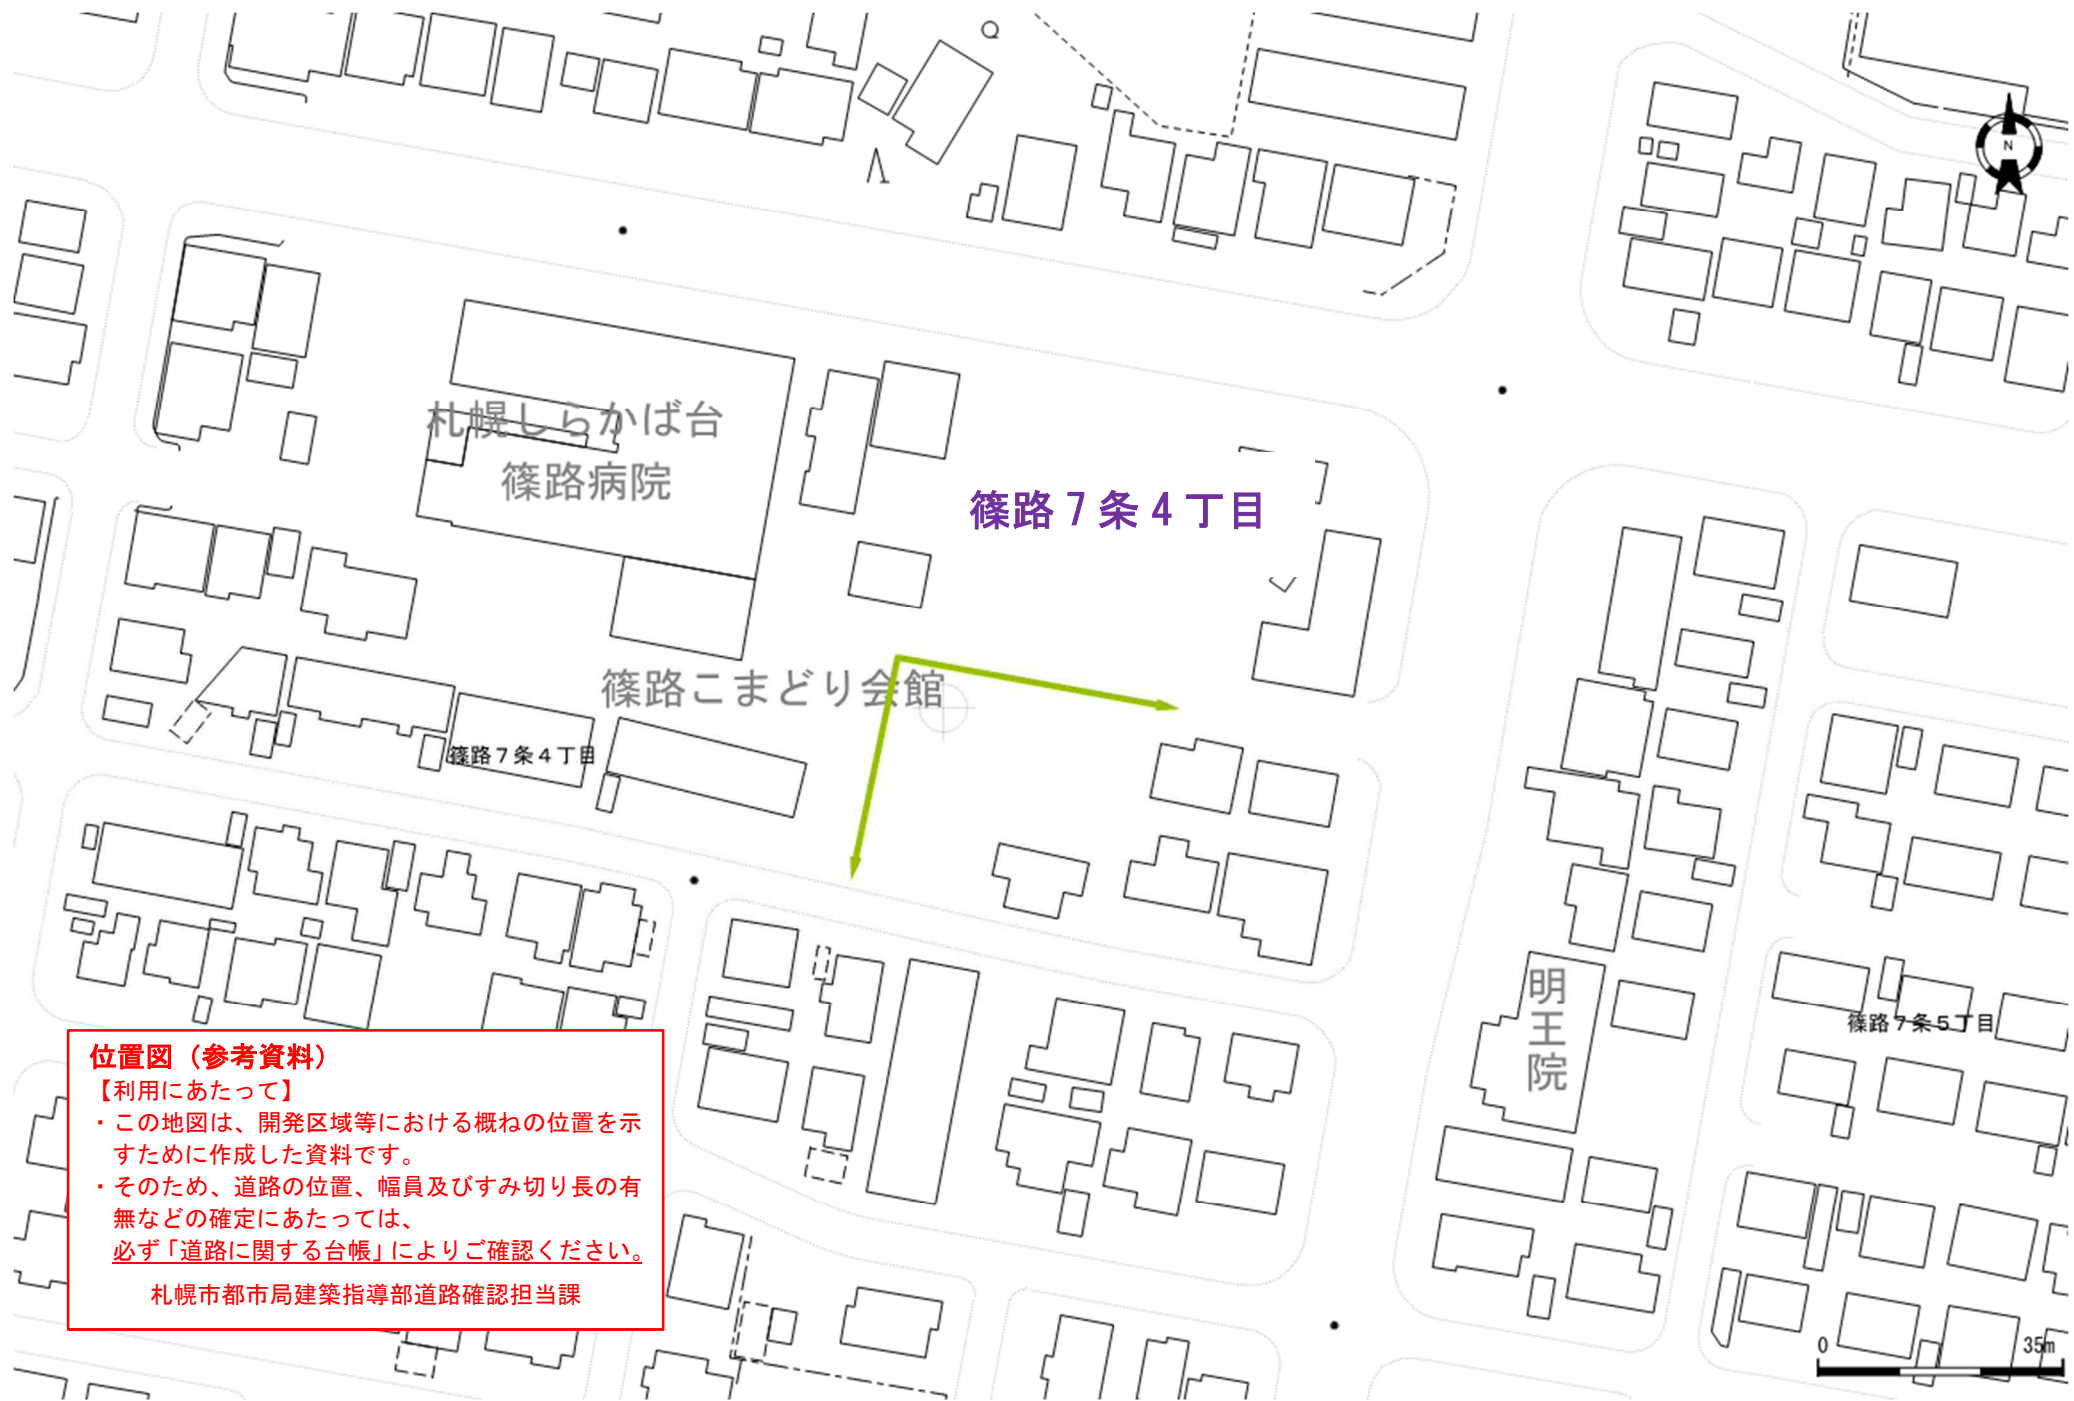 N
札幌しらかば台
篠路病院
篠路７条４丁目
篠路こまどり会館
篠路７条４丁目
明王院
篠路７条５丁目
位置図（参考資料）
【利用にあたって】
・この地図は、開発区域等における概ねの位置を示
すために作成した資料です。
・そのため、道路の位置、幅員及びすみ切り長の有
無などの確定にあたっては、
必ず「道路に関する台帳」によりご確認ください。
札幌市都市局建築指導部道路確認担当課
0 35m